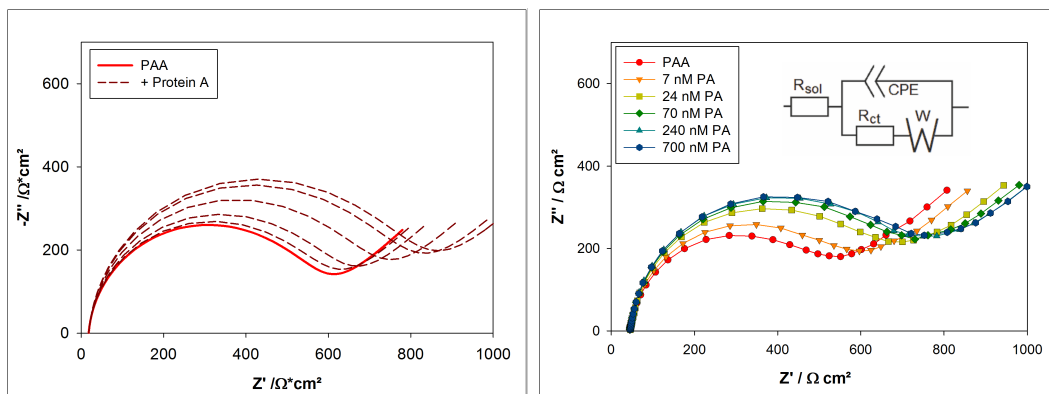 PAA
+ Protein A
600
400
200
0
-Z'' /Ω*cm²
0 200 400 600 800 1000
Z' /Ω*cm²
PAA
7 nM PA
24 nM PA
70 nM PA
240 nM PA
700 nM PA
Rsol
CPE
Rct
W
600
400
200
0
Z'' / Ω cm²
0 200 400 600 800 1000
Z' / Ω cm²